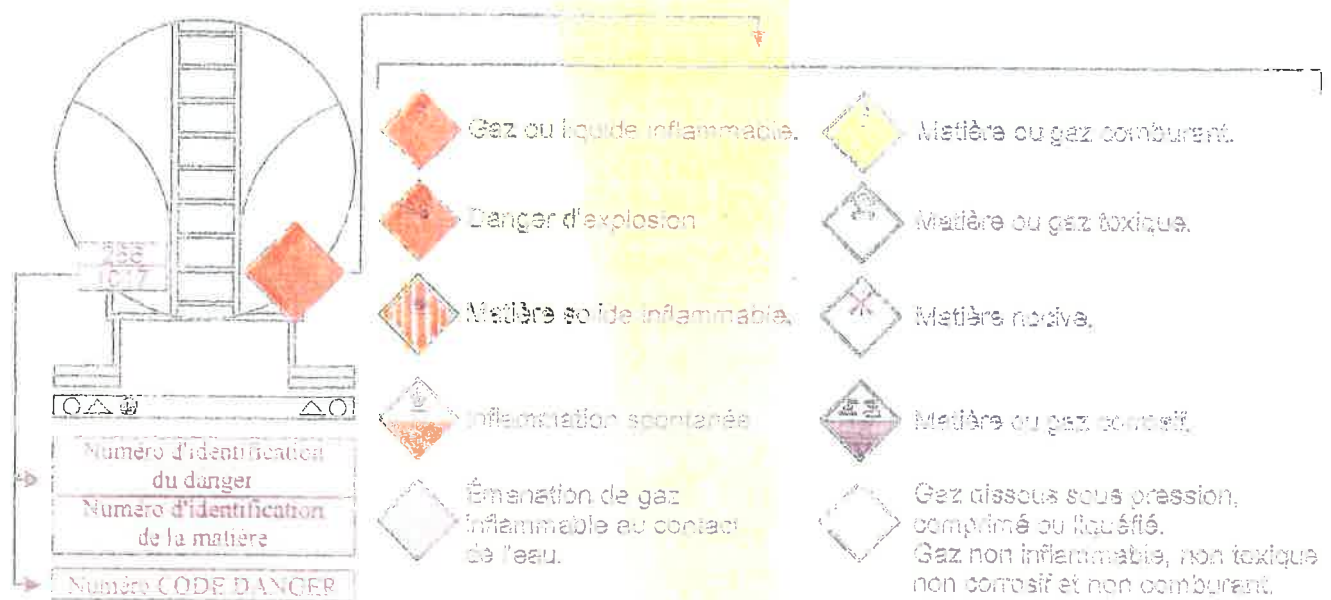 Gaz ou liquide inflammable.
Matière ou gaz comburant.
Danger d'explosion
Matière ou gaz toxique.
266
1017
Matière solide inflammable.
Matière nocive.
Inflammation spontanée
Matière ou gaz corrosif.
Numéro d'identification
du danger
Numéro d'identification
de la matière
Numéro CODE DANGER
Émanation de gaz
inflammable au contact
de l'eau.
Gaz dissous sous pression,
comprimé ou liquéfié.
Gaz non inflammable, non toxique
non corrosif et non comburant.